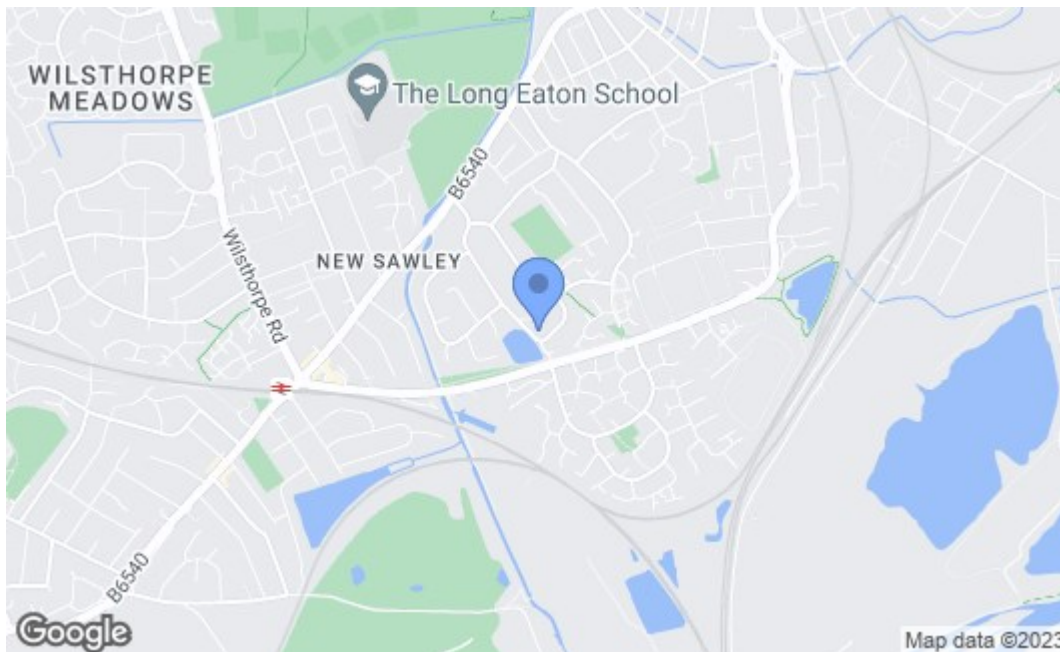 WILSTHORPE
MEADOWS
The Long Eaton School
B6540
Wilsthorpe Rd
NEW SAWLEY
B6540
Google
Map data ©2023